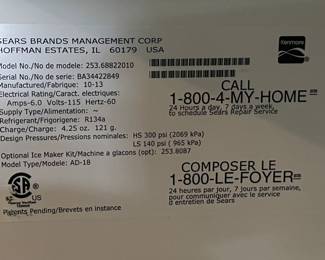 SEARS BRANDS MANAGEMENT CORP
HOFFMAN ESTATES, IL 60179 USA
Kenmore
Model No./No de modele: 253.68822010
Serial No./No de serie: BA34422849
Manufactured/Fabrique: 10-13
Electrical Rating/Caract. electriques:
Amps-6.0 Volts-115 Hertz-60
Supply Type/Alimentation: ~
Refrigerant/Frigorigene: R134a
Charge/Charge: 4.25 oz. 121 g.
Design Pressures/Pressions nominales: HS 300 psi (2069 kPa)
LS 140 psi ( 965 kPa)
Optional Ice Maker Kit/Machine a glacons (opt): 253.8087
Model Type/Modele: AD-18
CALL
1-800-4-MY-HOME
24 Hours a day, 7 days a week,
to schedule Sears Repair Service
COMPOSER LE
1-800-LE-FOYER
24 heures par jour, 7 jours par semaine,
pour convenir d'un rendez-vous avec le service
d'entretien de Sears
SA
US
Patents Pending/Brevets en Instance